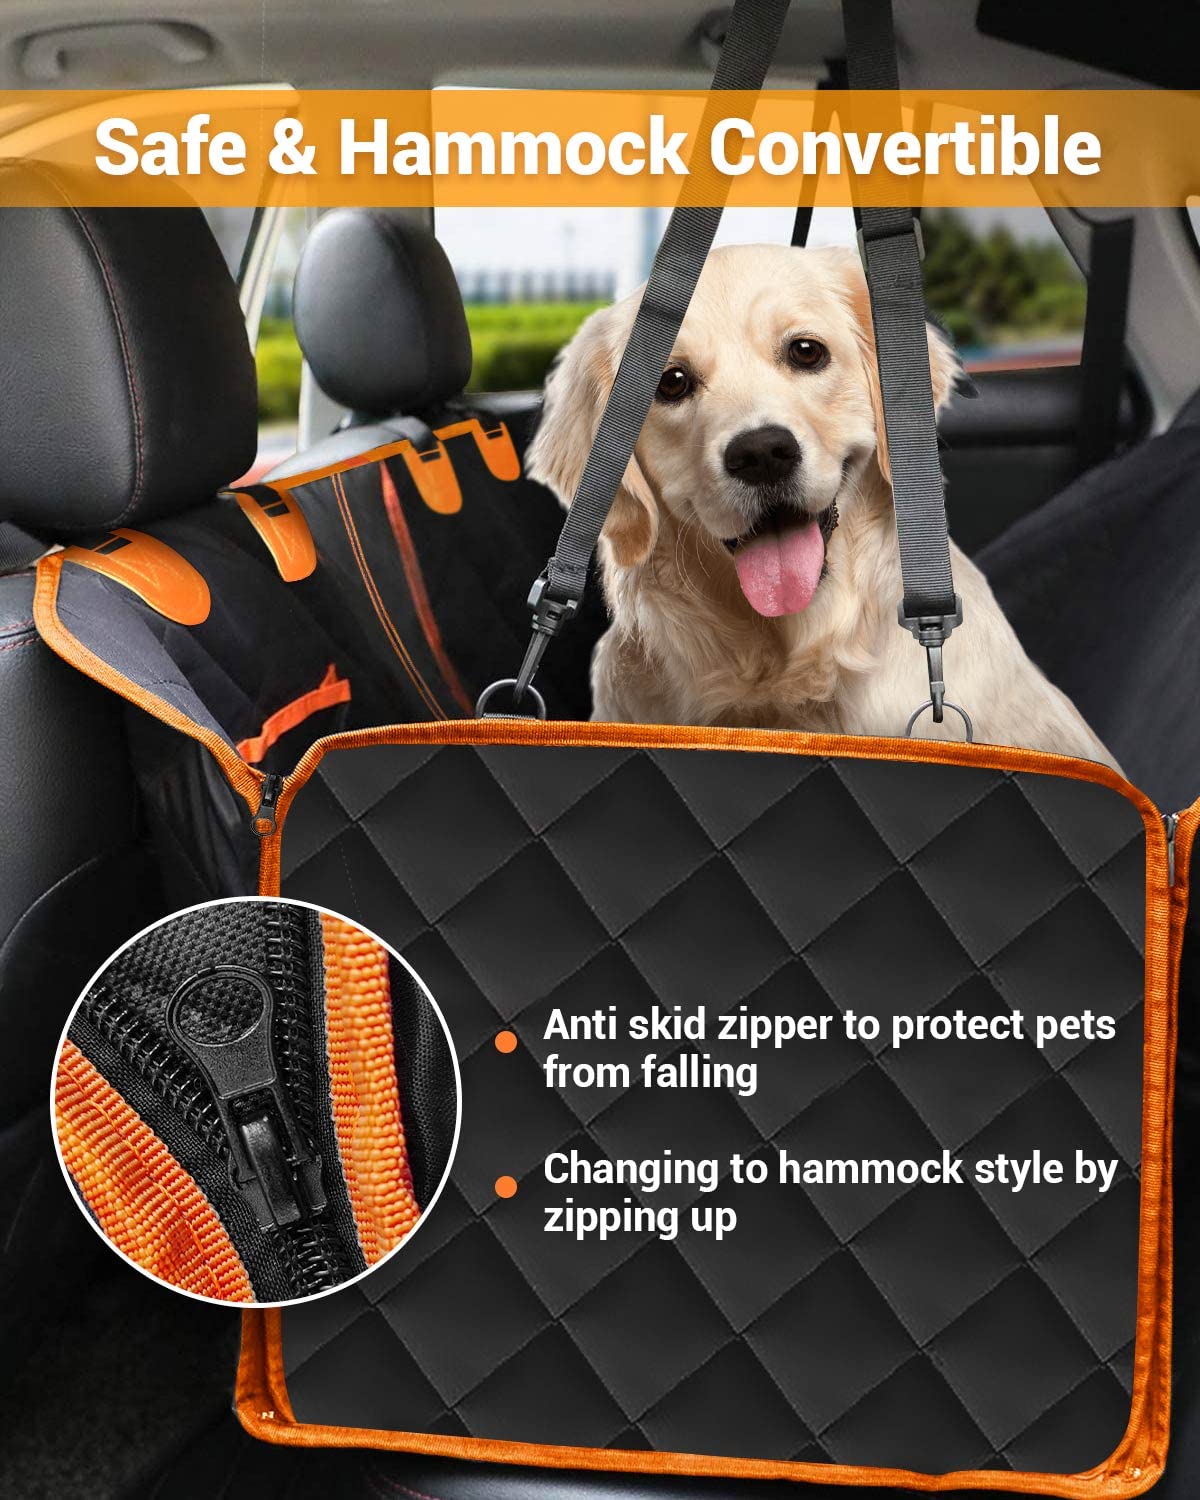 Safe & Hammock Convertible
Anti skid zipper to protect pets
from falling
Changing to hammock style by
zipping up